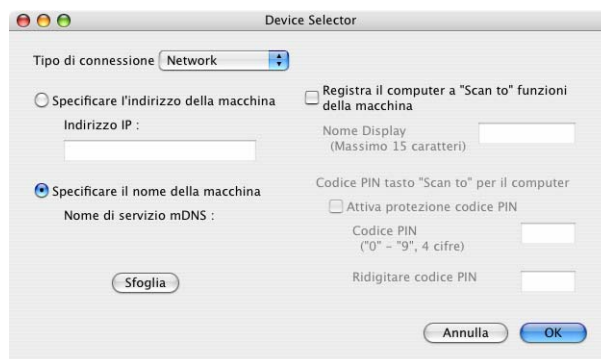 Device Selector
Tipo di connessione Network
Specificare l'indirizzo della macchina
Indirizzo IP :
Specificare il nome della macchina
Nome di servizio mDNS :
Sfoglia
Registra il computer a "Scan to" funzioni
della macchina
Nome Display
(Massimo 15 caratteri)
Codice PIN tasto "Scan to" per il computer
Attiva protezione codice PIN
Codice PIN
("0" – "9", 4 cifre)
Ridigitare codice PIN
Annulla
OK